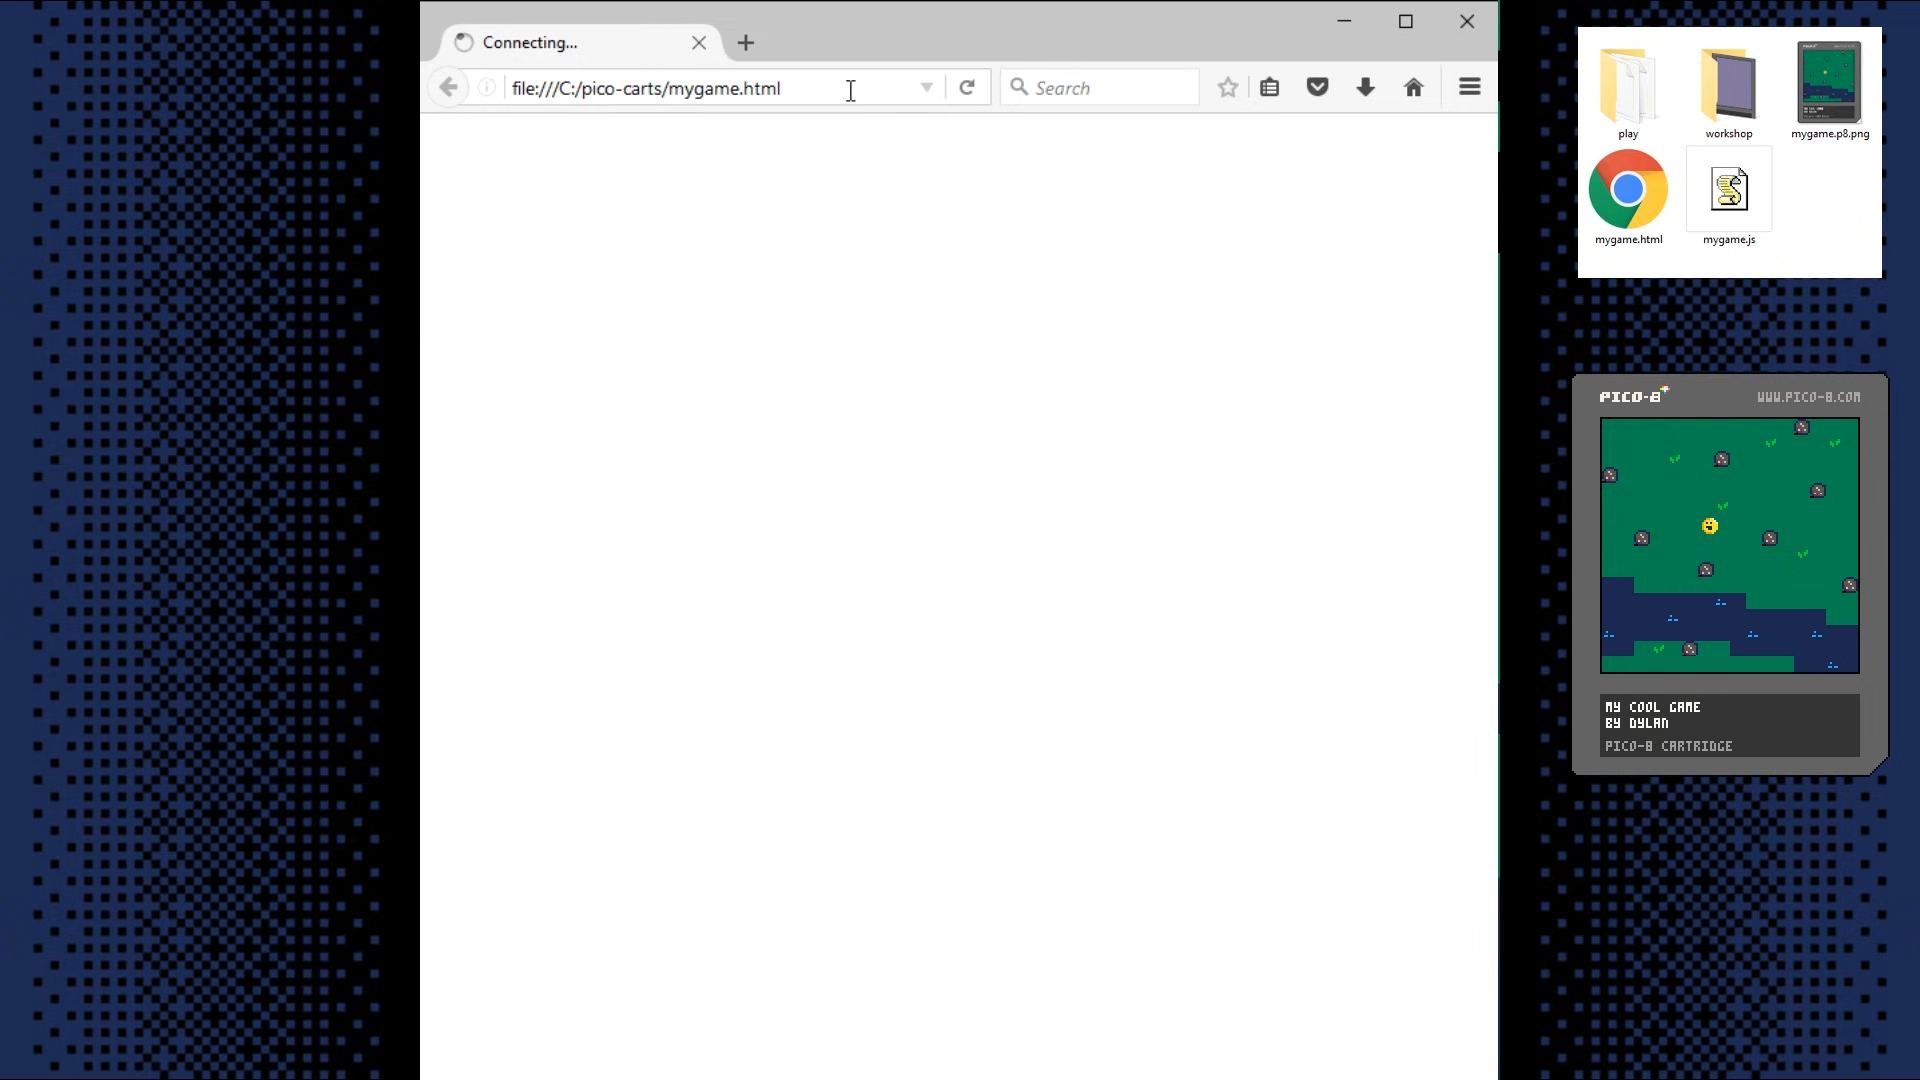 Connecting...
file:///C:/pico-carts/mygame.html
Search
play
workshop
mygame.p8.png
mygame.html
mygame.js
PICO-8
WWW.PICO-8.COM
MY COOL GAME
BY DYLAN
PICO-8 CARTRIDGE